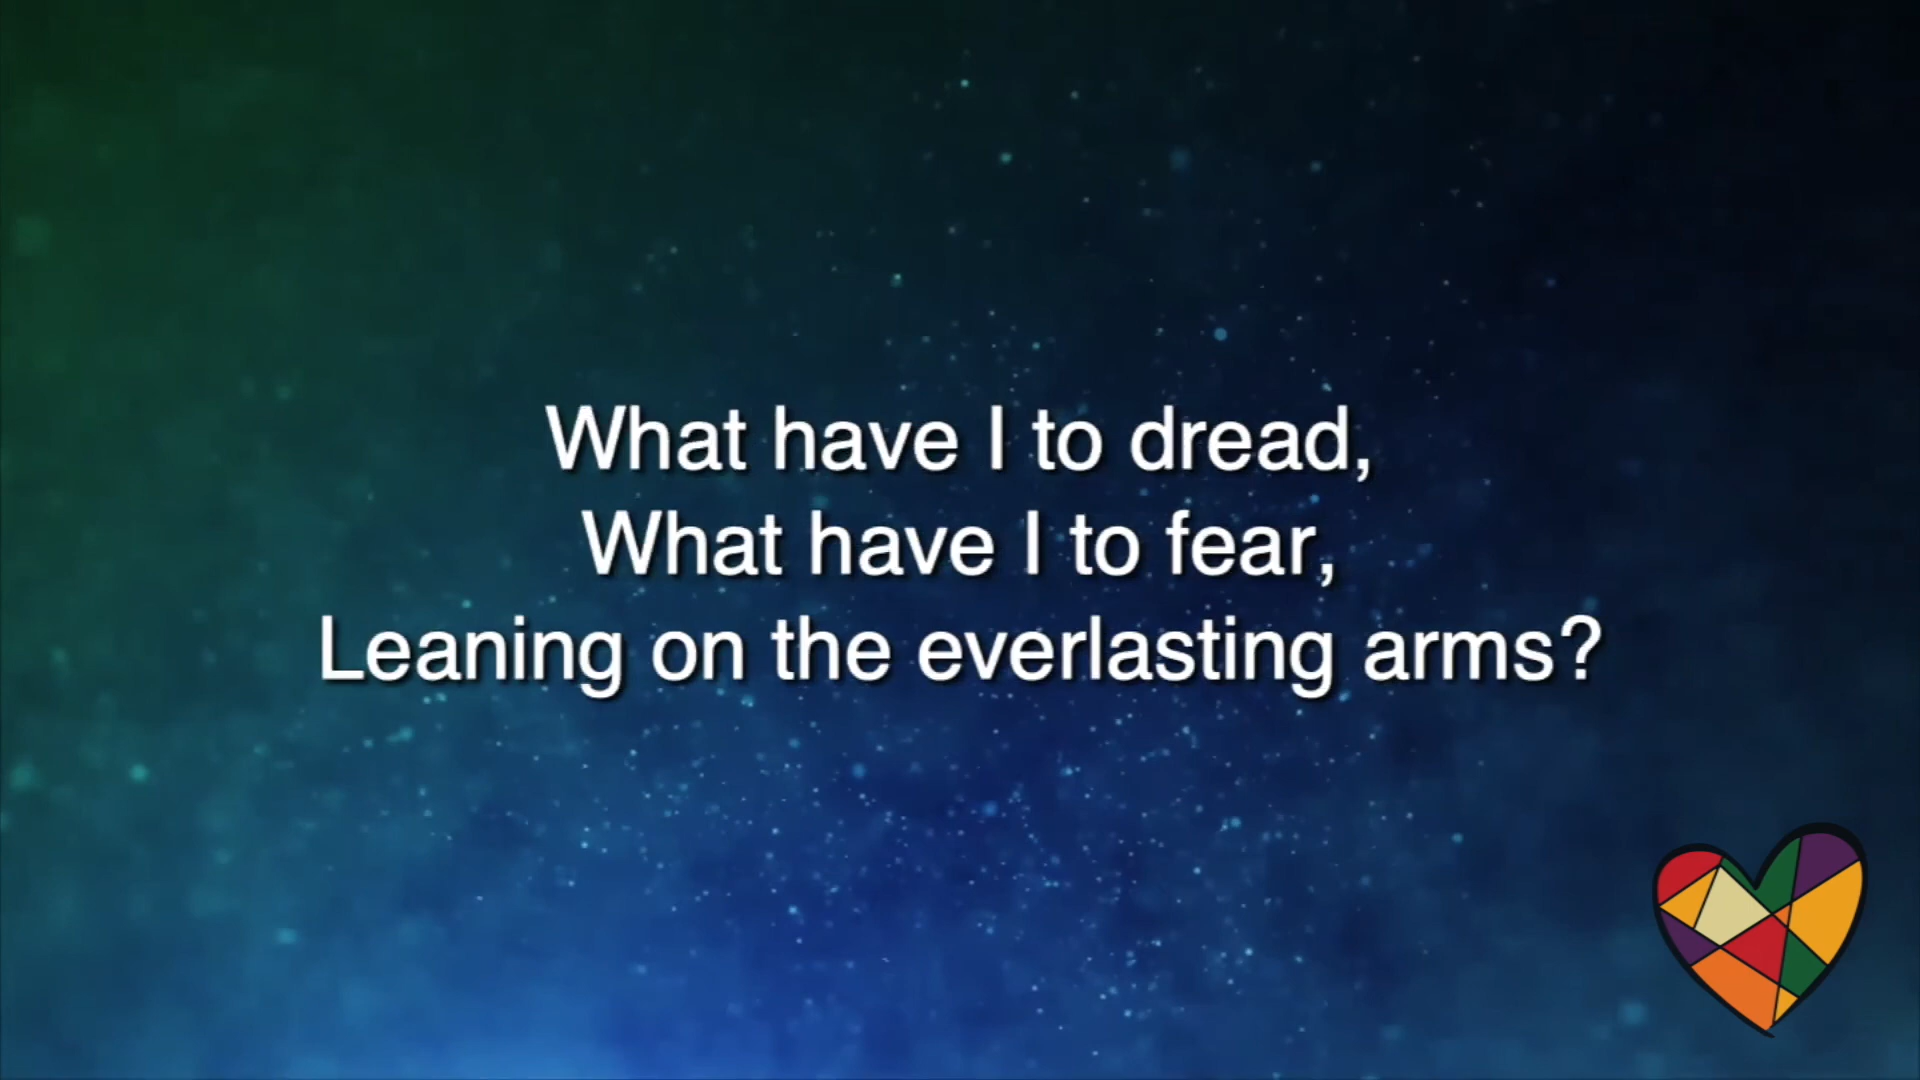 What have I to dread,
What have I to fear,
Leaning on the everlasting arms?